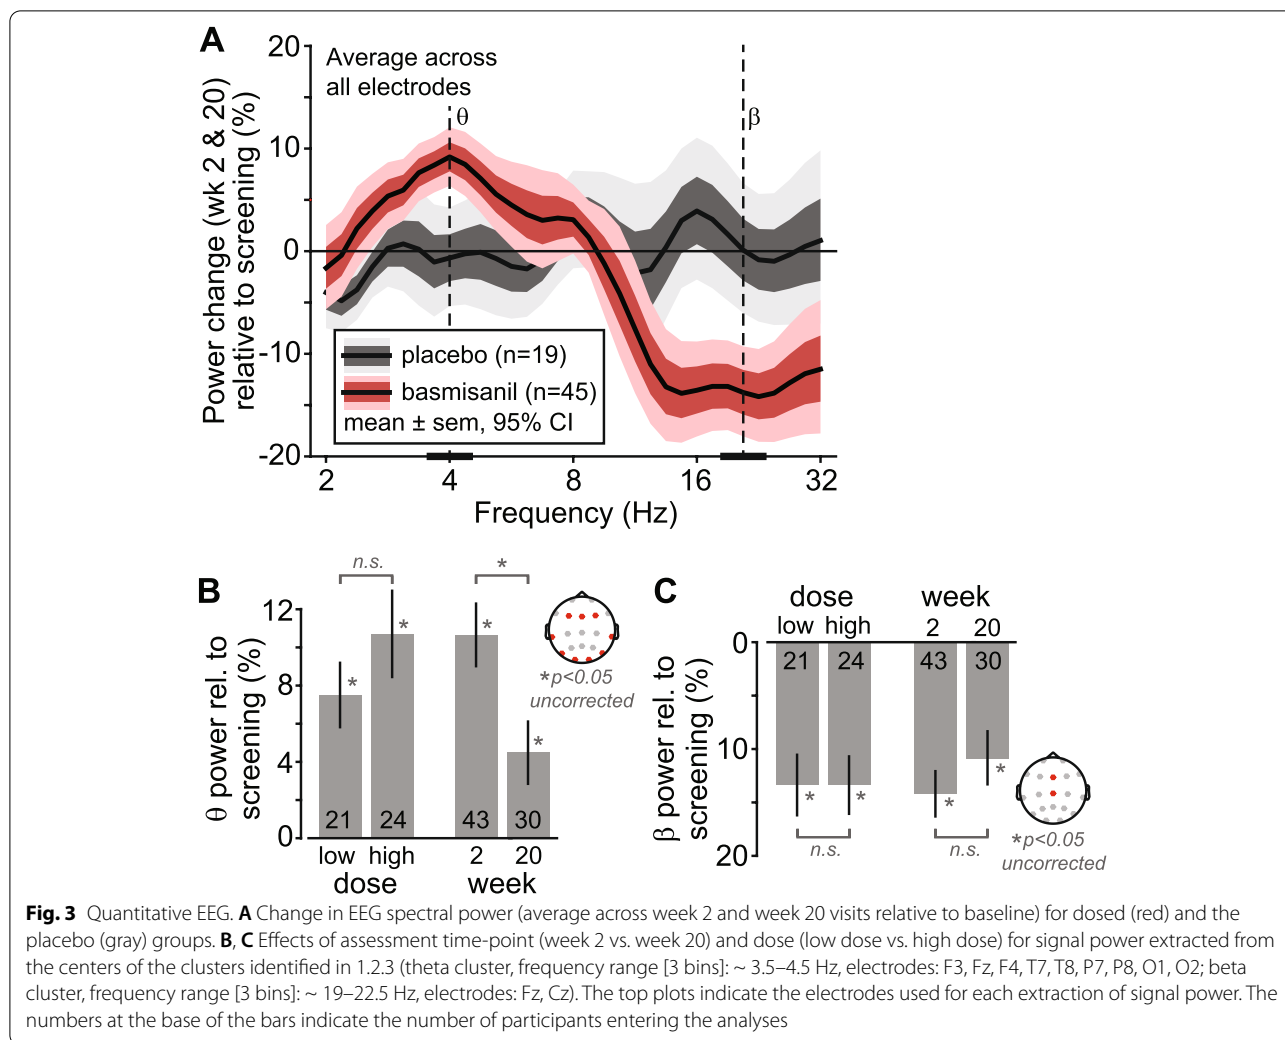 A
Average across
all electrodes
θ
β
Power change (wk 2 & 20)
relative to screening (%)
20
10
0
-10
-20
placebo (n=19)
basmisanil (n=45)
mean ± sem, 95% CI
2 4 8 16 32
Frequency (Hz)
B
θ power rel. to
screening (%)
12
8
4
0
n.s.
*
* * * *
21 24 43 30
low high 2 20
dose week
*p<0.05
uncorrected
C
dose week
low high 2 20
β power rel. to
screening (%)
0
10
20
21 24 43 30
* * * *
n.s. n.s.
*p<0.05
uncorrected
Fig. 3 Quantitative EEG. A Change in EEG spectral power (average across week 2 and week 20 visits relative to baseline) for dosed (red) and the
placebo (gray) groups. B, C Effects of assessment time-point (week 2 vs. week 20) and dose (low dose vs. high dose) for signal power extracted from
the centers of the clusters identified in 1.2.3 (theta cluster, frequency range [3 bins]: ~ 3.5–4.5 Hz, electrodes: F3, Fz, F4, T7, T8, P7, P8, O1, O2; beta
cluster, frequency range [3 bins]: ~ 19–22.5 Hz, electrodes: Fz, Cz). The top plots indicate the electrodes used for each extraction of signal power. The
numbers at the base of the bars indicate the number of participants entering the analyses